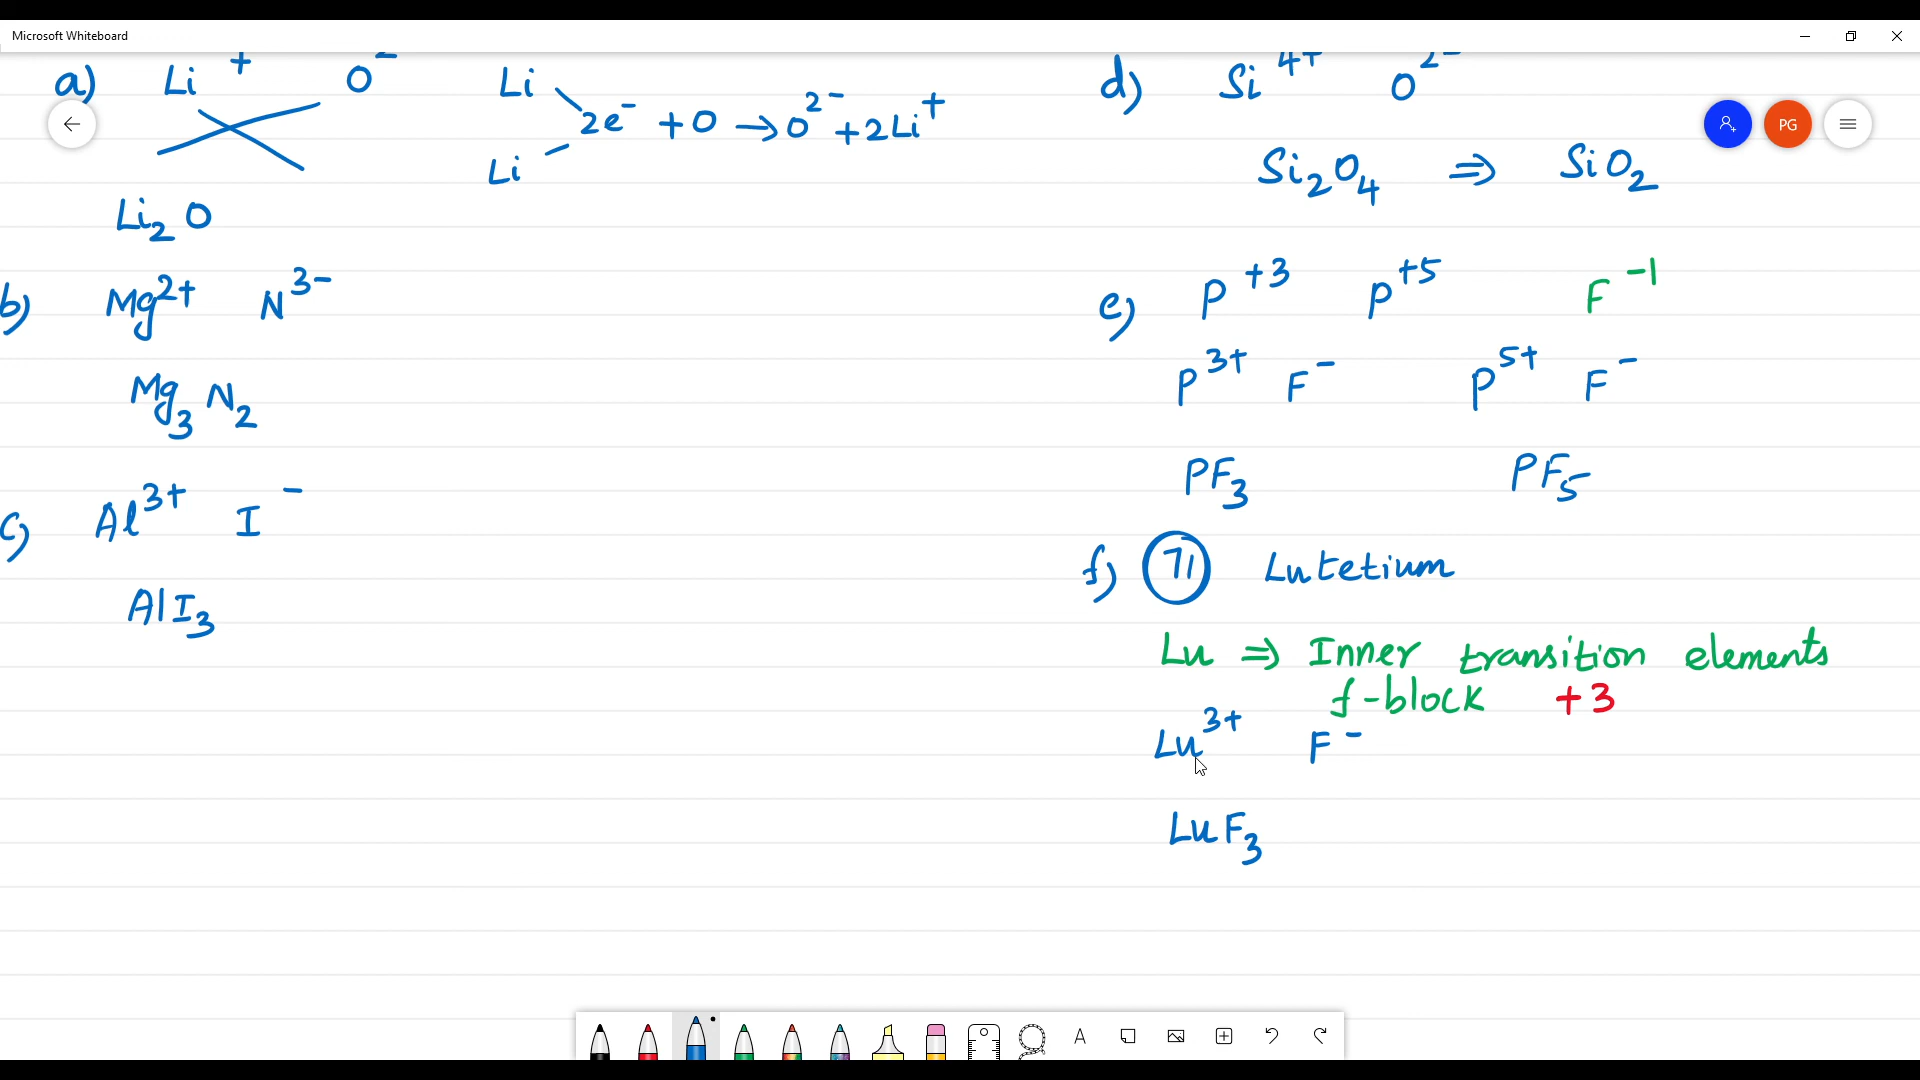 Microsoft Whiteboard
a) Li⁺ O²⁻
Li
2e⁻ + O → O²⁻ + 2Li⁺
Li
Li₂O
b) Mg²⁺ N³⁻
Mg₃N₂
c) Al³⁺ I⁻
AlI₃
d) Si⁴⁺ O²⁻
Si₂O₄ ⇒ SiO₂
e) P⁺³ P⁺⁵ F⁻¹
P³⁺ F⁻ P⁵⁺ F⁻
PF₃ PF₅
f) 71 Lutetium
Lu ⇒ Inner transition elements
f-block +3
Lu³⁺ F⁻
LuF₃
PG
A